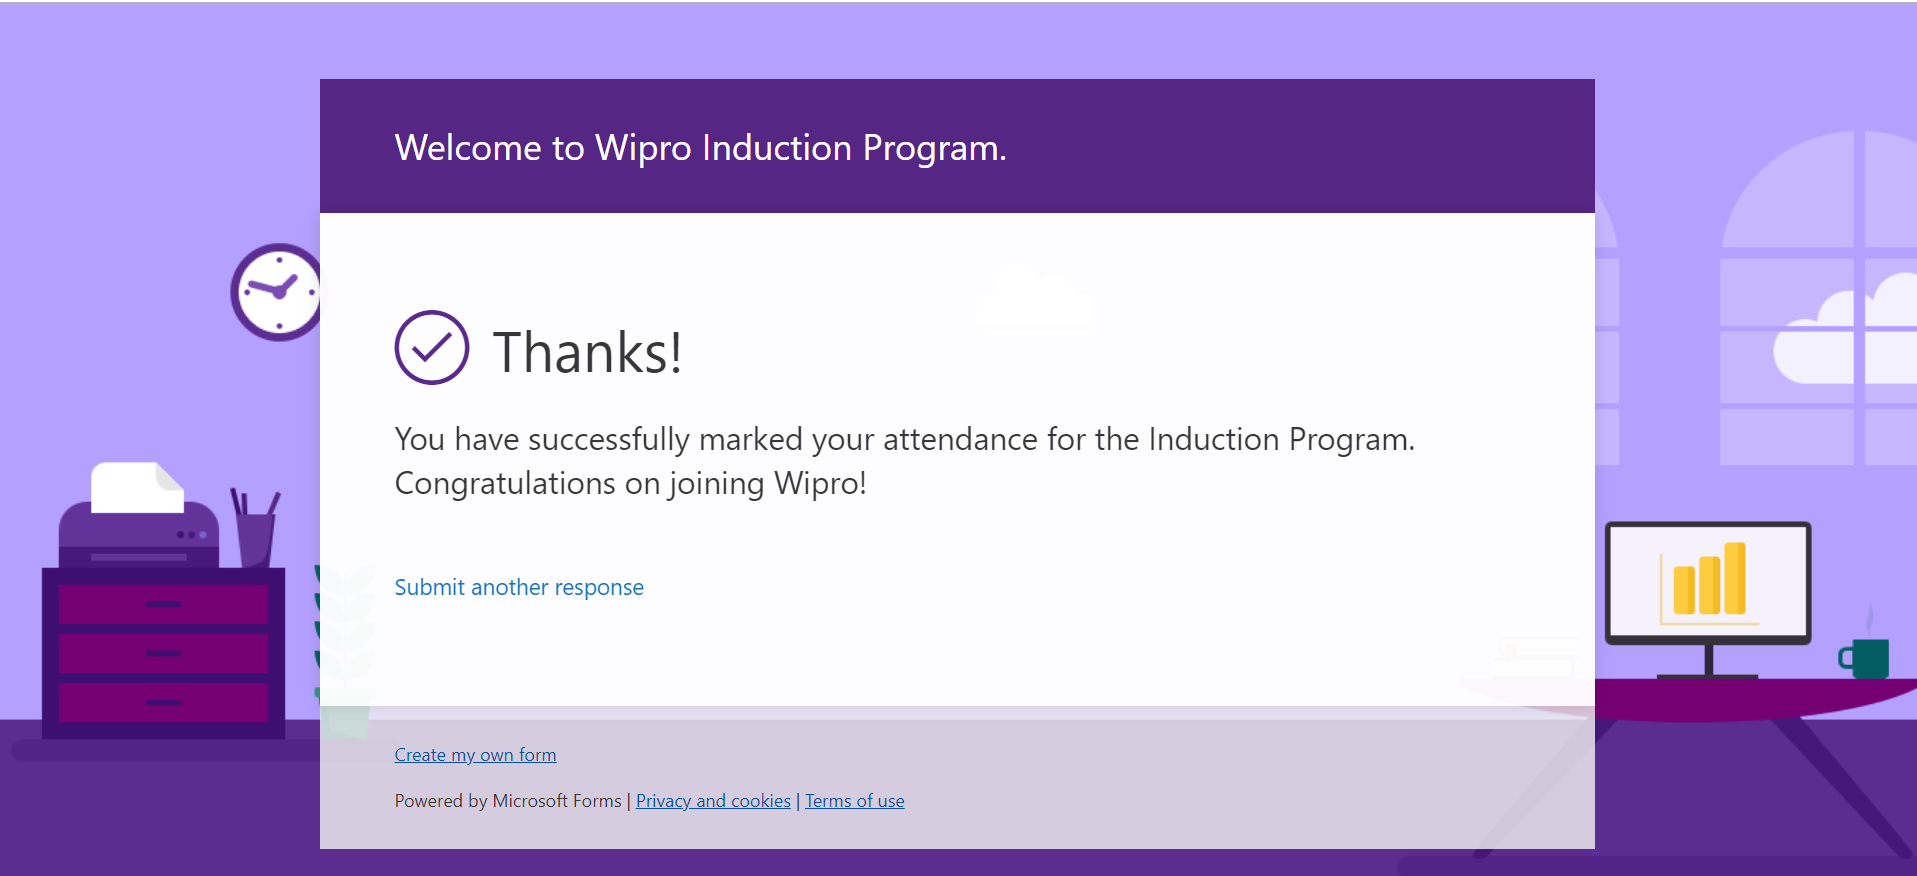 Welcome to Wipro Induction Program.
Thanks!
You have successfully marked your attendance for the Induction Program.
Congratulations on joining Wipro!
Submit another response
Create my own form
Powered by Microsoft Forms | Privacy and cookies | Terms of use